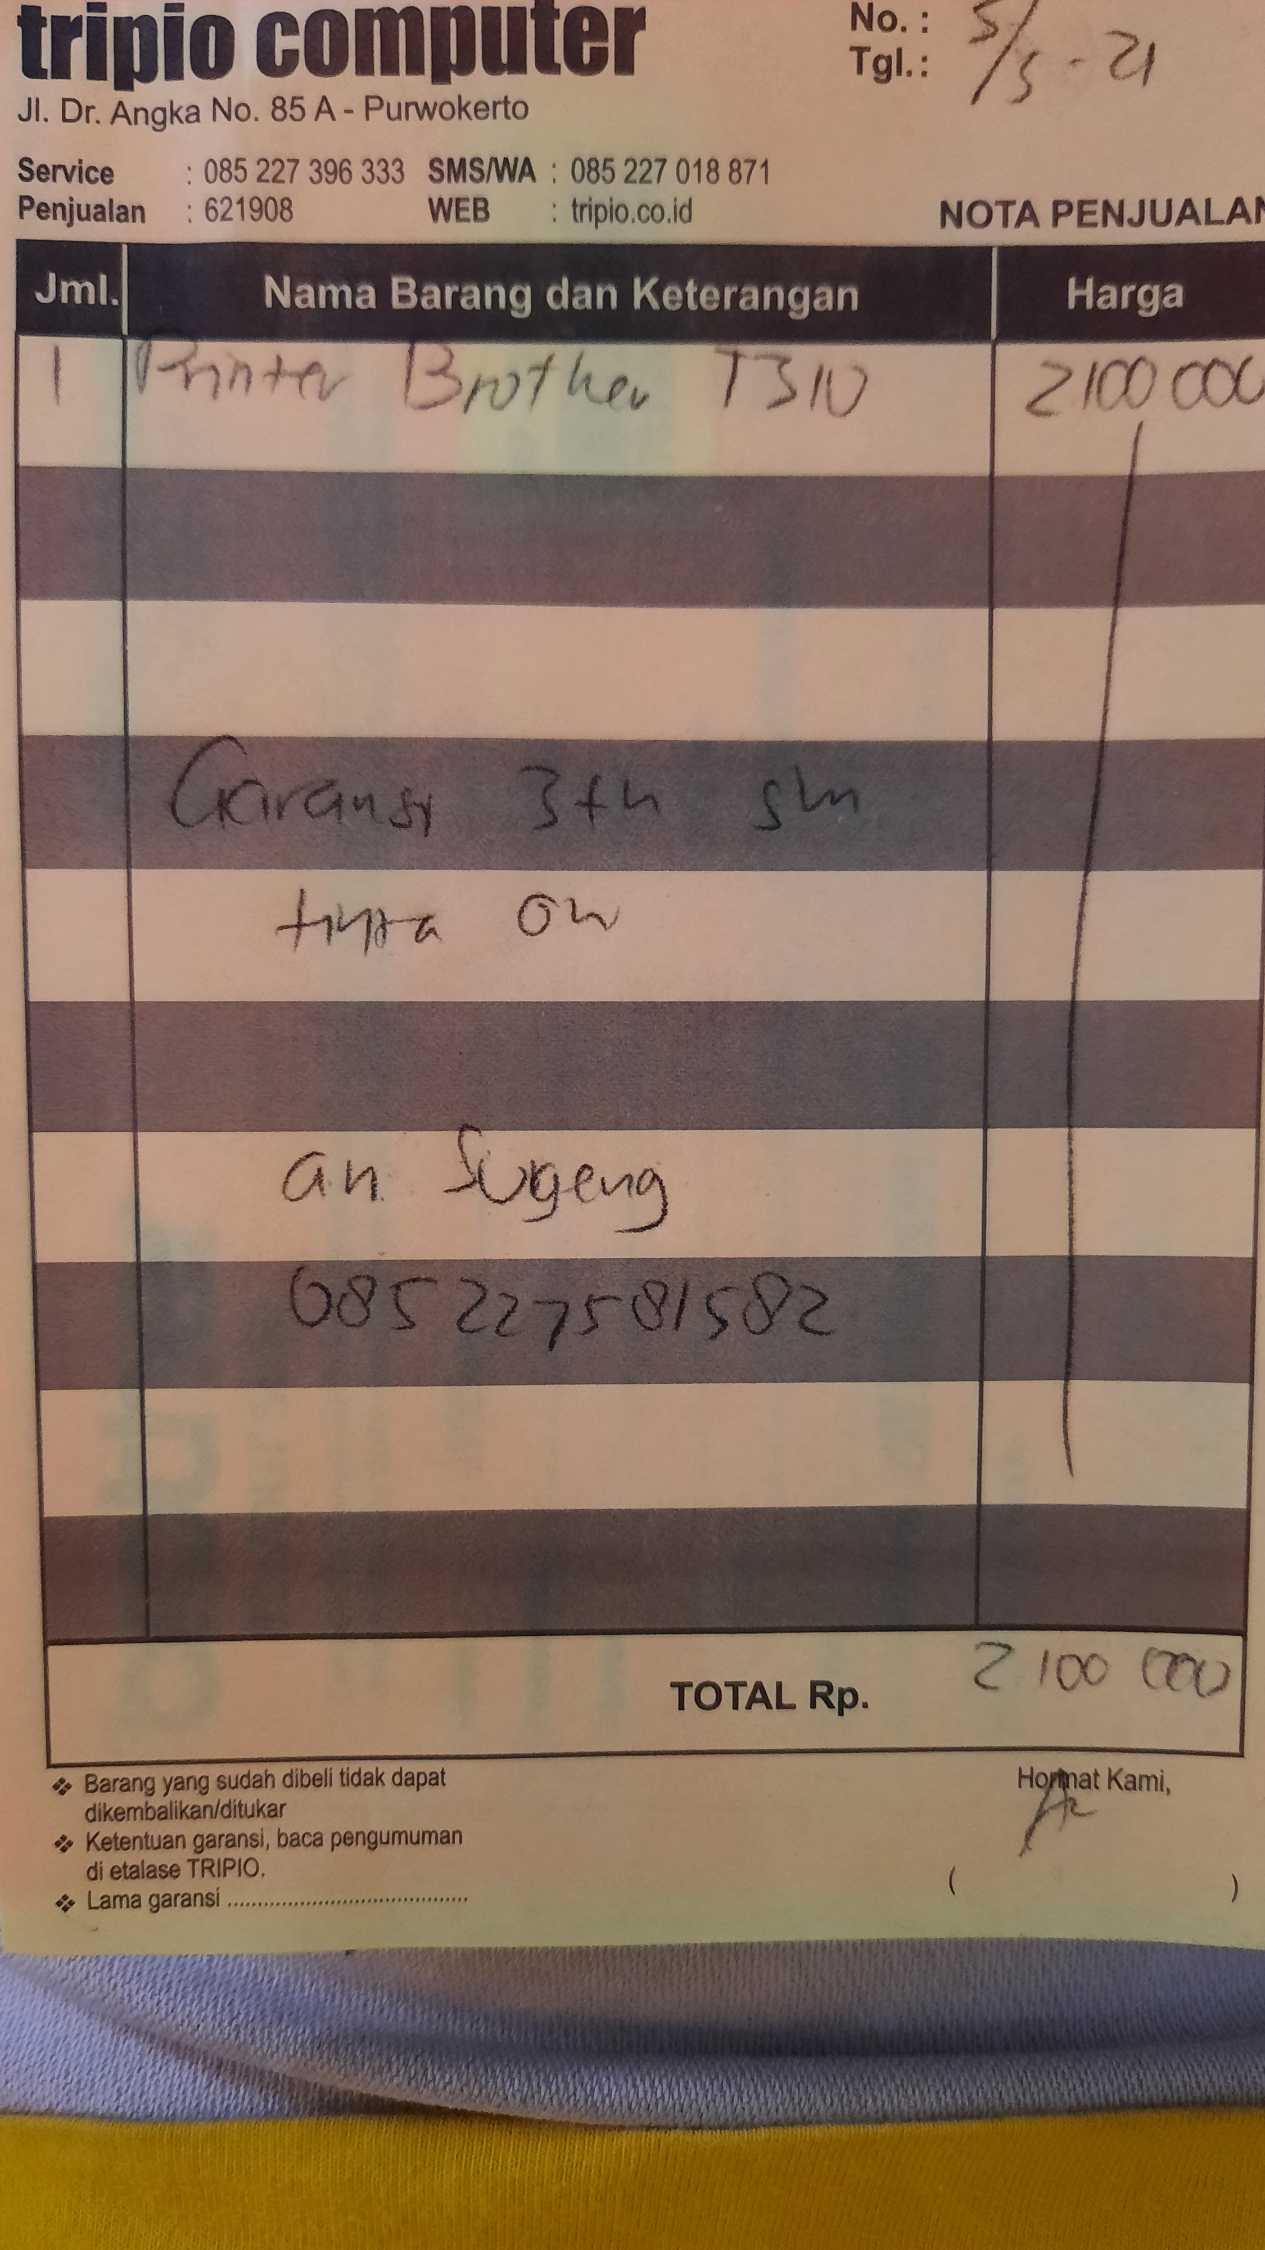 tripio computer
Jl. Dr. Angka No. 85 A - Purwokerto
No. :
Tgl. : 5/5-21
Service : 085 227 396 333 SMS/WA : 085 227 018 871
Penjualan : 621908 WEB : tripio.co.id
NOTA PENJUALAN
Jml. Nama Barang dan Keterangan Harga
1 Printer Brother T310 2100 000
Garansi 3th
an Sugeng
085227581582
TOTAL Rp. 2 100 000
❖ Barang yang sudah dibeli tidak dapat
dikembalikan/ditukar
❖ Ketentuan garansi, baca pengumuman
di etalase TRIPIO.
❖ Lama garansi ........................................
Hormat Kami,
( )